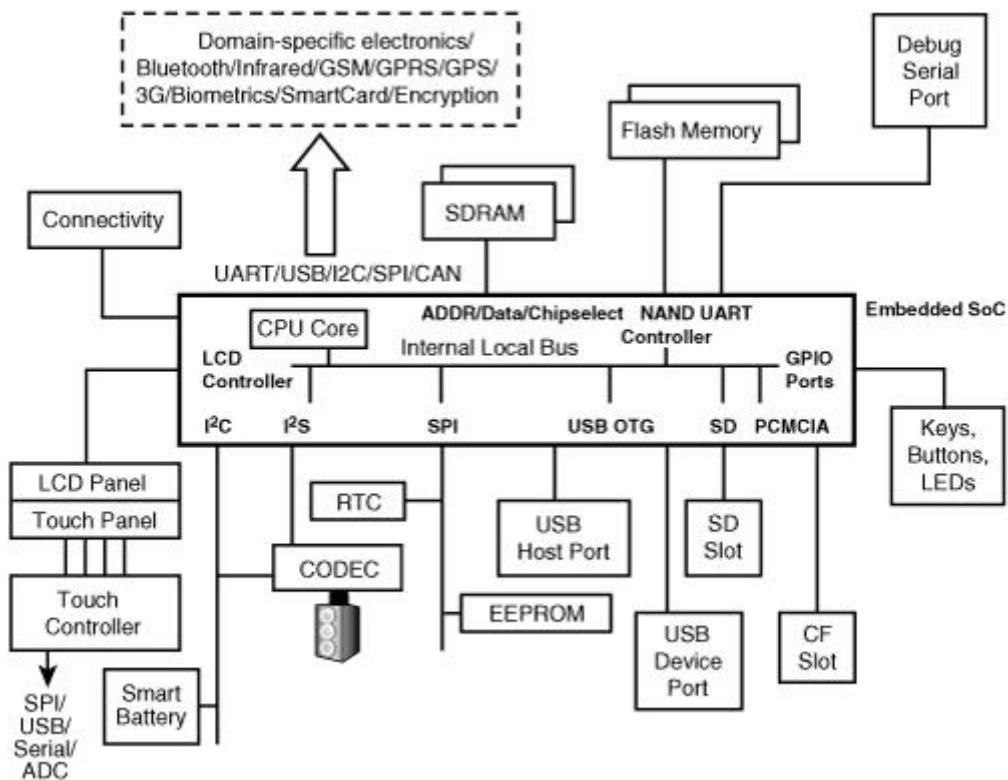 Domain-specific electronics/
Bluetooth/Infrared/GSM/GPRS/GPS/
3G/Biometrics/SmartCard/Encryption
Debug
Serial
Port
Flash Memory
SDRAM
Connectivity
UART/USB/I2C/SPI/CAN
Embedded SoC
ADDR/Data/Chipselect
NAND UART
Controller
CPU Core
Internal Local Bus
LCD
Controller
GPIO
Ports
I²C
I²S
SPI
USB OTG
SD
PCMCIA
Keys,
Buttons,
LEDs
LCD Panel
Touch Panel
RTC
USB
Host Port
SD
Slot
CODEC
Touch
Controller
EEPROM
USB
Device
Port
CF
Slot
Smart
Battery
SPI/
USB/
Serial/
ADC